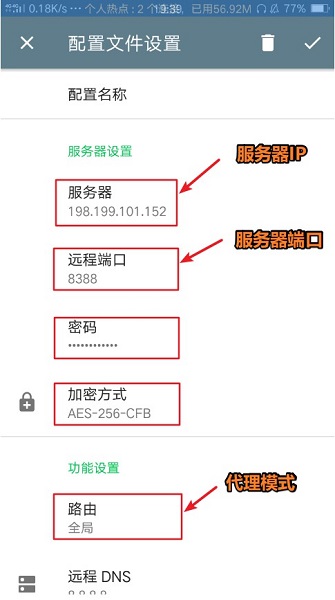 0.18K/s ... 个人热点：2 个 19:39, 已用56.92M 77%
配置文件设置
配置名称
服务器设置
服务器IP
服务器
198.199.101.152
服务器端口
远程端口
8388
密码
••••••••••••
加密方式
AES-256-CFB
功能设置
代理模式
路由
全局
远程 DNS
8.8.8.8